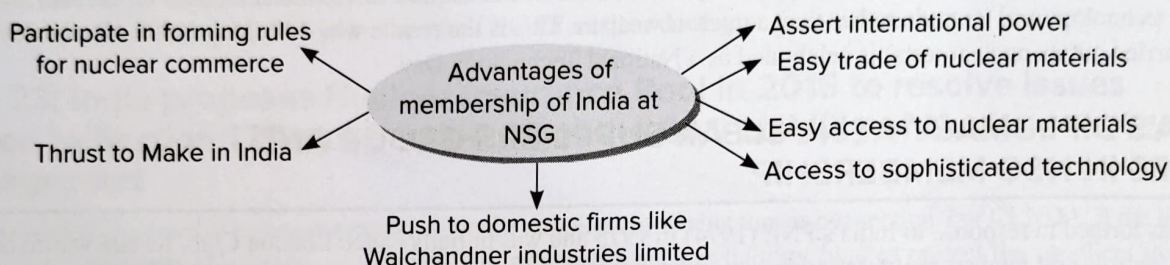 Participate in forming rules
for nuclear commerce
Thrust to Make in India
Advantages of
membership of India at
NSG
Assert international power
Easy trade of nuclear materials
Easy access to nuclear materials
Access to sophisticated technology
Push to domestic firms like
Walchandner industries limited